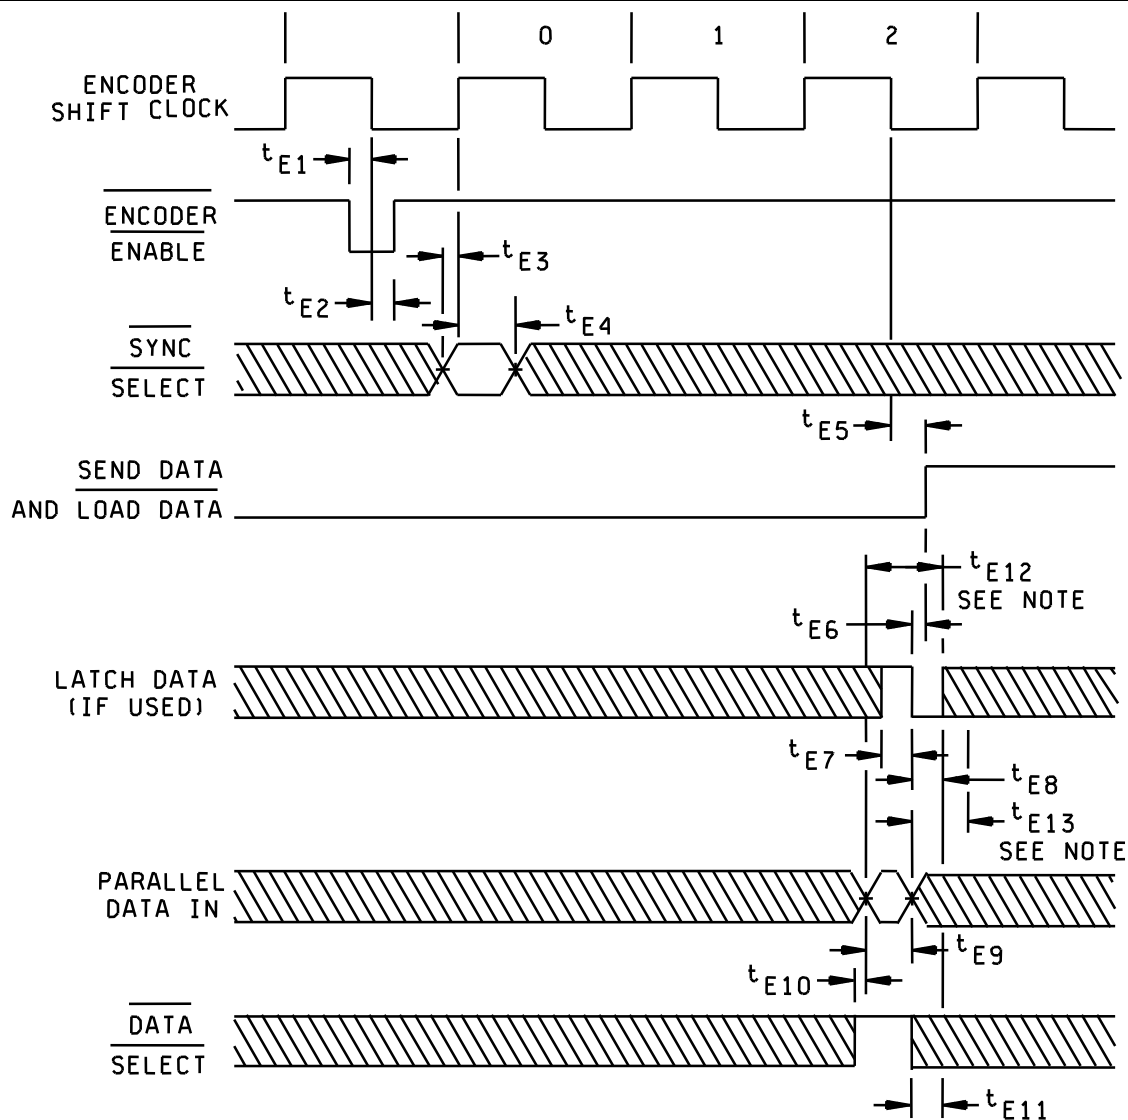 0 1 2
ENCODER
SHIFT CLOCK
tE1
ENCODER
ENABLE
tE3
tE2
tE4
SYNC
SELECT
tE5
SEND DATA
AND LOAD DATA
tE12
SEE NOTE
tE6
LATCH DATA
(IF USED)
tE7
tE8
tE13
SEE NOTE
PARALLEL
DATA IN
tE9
tE10
DATA
SELECT
tE11